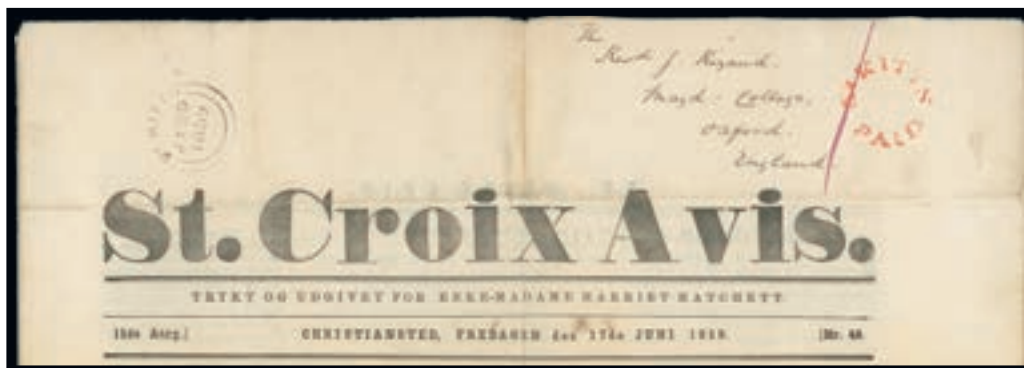 The
J. Rigaud.
Magd. College,
Oxford.
England.
PAID
St. Croix Avis.
TRYKT OG UDGIVET FOR ENKE-MADAME HARRIET HATCHETT.
Aarg.] CHRISTIANSTED, FREDAGEN den 17de JUNI 1859. [Nr. 48.